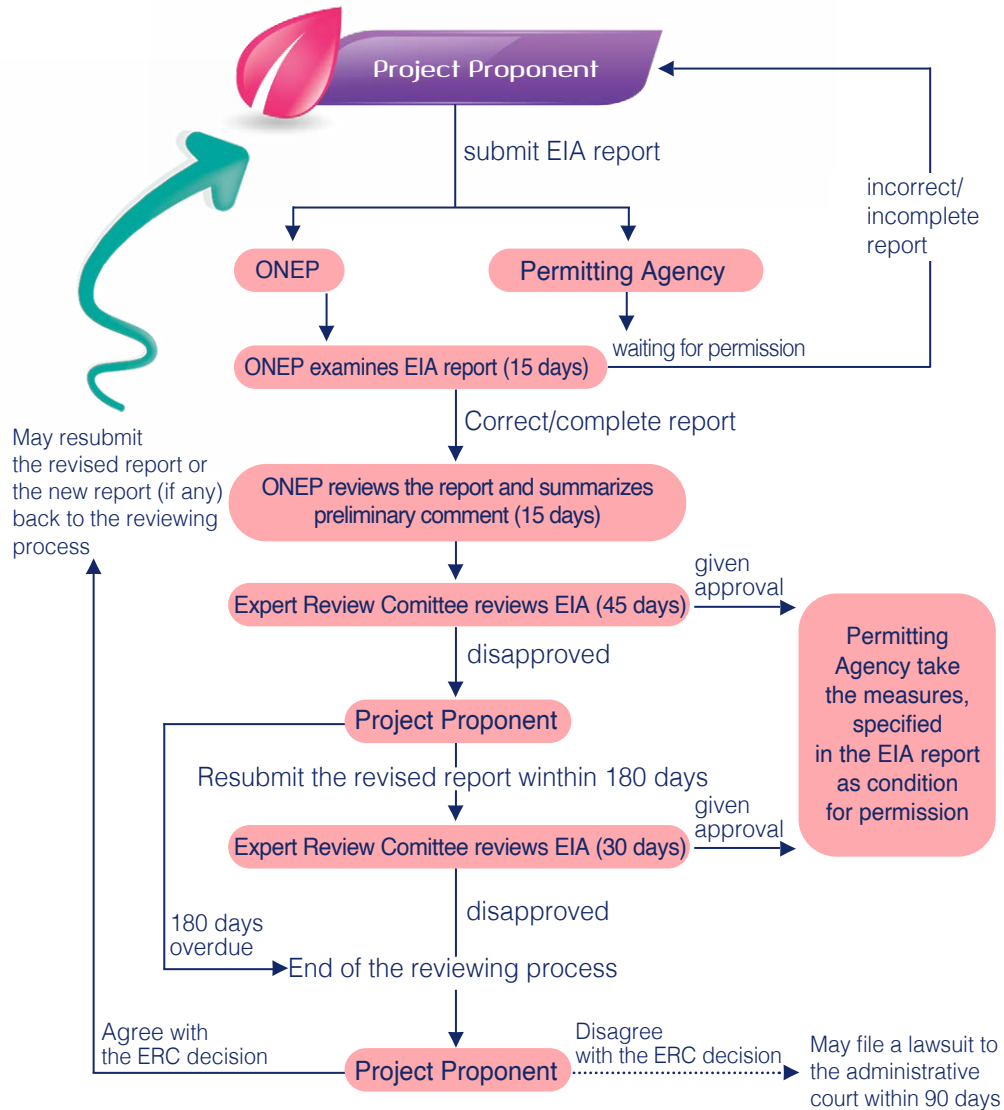 Project Proponent
submit EIA report
incorrect/
incomplete
report
ONEP
Permitting Agency
waiting for permission
ONEP examines EIA report (15 days)
Correct/complete report
May resubmit
the revised report or
the new report (if any)
back to the reviewing
process
ONEP reviews the report and summarizes
preliminary comment (15 days)
Expert Review Comittee reviews EIA (45 days)
given
approval
disapproved
Permitting
Agency take
the measures,
specified
in the EIA report
as condition
for permission
Project Proponent
Resubmit the revised report winthin 180 days
Expert Review Comittee reviews EIA (30 days)
given
approval
disapproved
180 days
overdue
End of the reviewing process
Agree with
the ERC decision
Project Proponent
Disagree
with the ERC decision
May file a lawsuit to
the administrative
court within 90 days